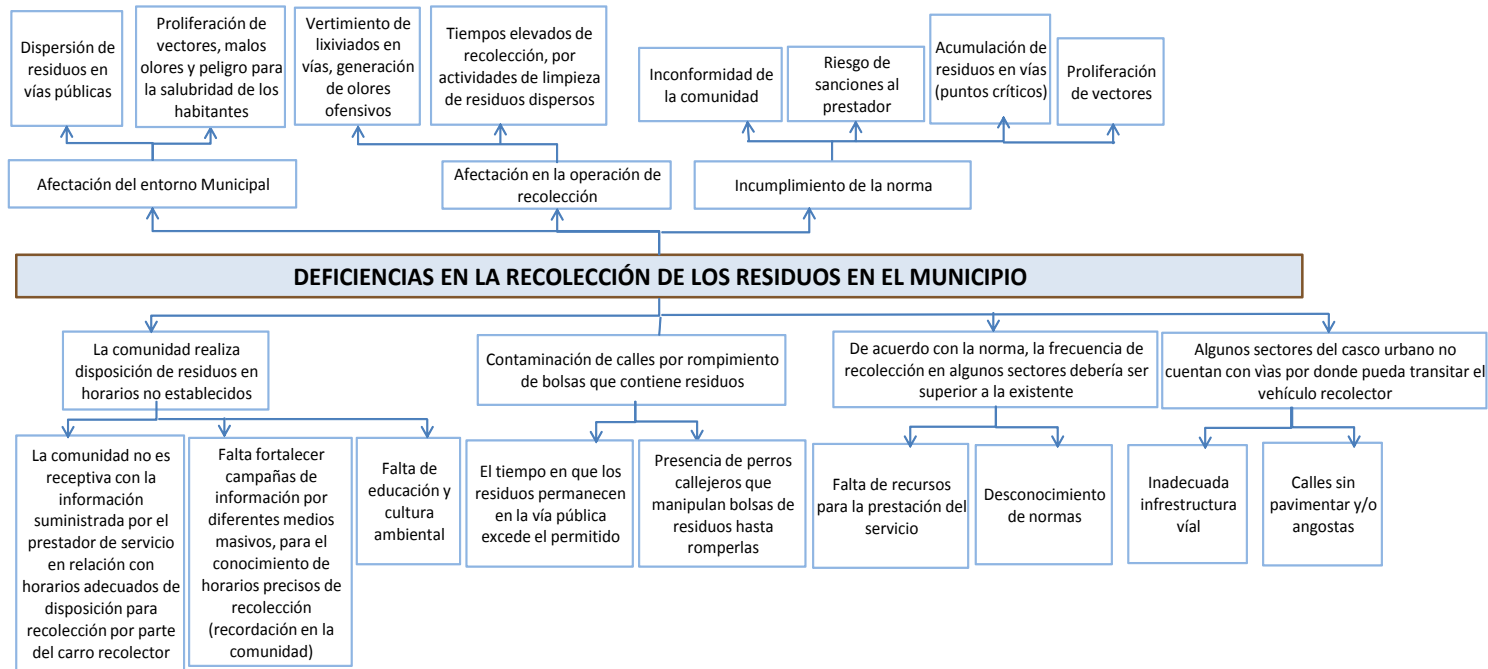 Dispersión de
residuos en
vías públicas
Proliferación de
vectores, malos
olores y peligro para
la salubridad de los
habitantes
Vertimiento de
lixiviados en
vías, generación
de olores
ofensivos
Tiempos elevados de
recolección, por
actividades de limpieza
de residuos dispersos
Inconformidad de
la comunidad
Riesgo de
sanciones al
prestador
Acumulación de
residuos en vías
(puntos críticos)
Proliferación
de vectores
Afectación del entorno Municipal
Afectación en la operación de
recolección
Incumplimiento de la norma
DEFICIENCIAS EN LA RECOLECCIÓN DE LOS RESIDUOS EN EL MUNICIPIO
La comunidad realiza
disposición de residuos en
horarios no establecidos
Contaminación de calles por rompimiento
de bolsas que contiene residuos
De acuerdo con la norma, la frecuencia de
recolección en algunos sectores debería ser
superior a la existente
Algunos sectores del casco urbano no
cuentan con vìas por donde pueda transitar el
vehículo recolector
La comunidad no es
receptiva con la
información
suministrada por el
prestador de servicio
en relación con
horarios adecuados de
disposición para
recolección por parte
del carro recolector
Falta fortalecer
campañas de
información por
diferentes medios
masivos, para el
conocimiento de
horarios precisos de
recolección
(recordación en la
comunidad)
Falta de
educación y
cultura
ambiental
El tiempo en que los
residuos permanecen
en la vía pública
excede el permitido
Presencia de perros
callejeros que
manipulan bolsas de
residuos hasta
romperlas
Falta de recursos
para la prestación del
servicio
Desconocimiento
de normas
Inadecuada
infrestructura
víal
Calles sin
pavimentar y/o
angostas